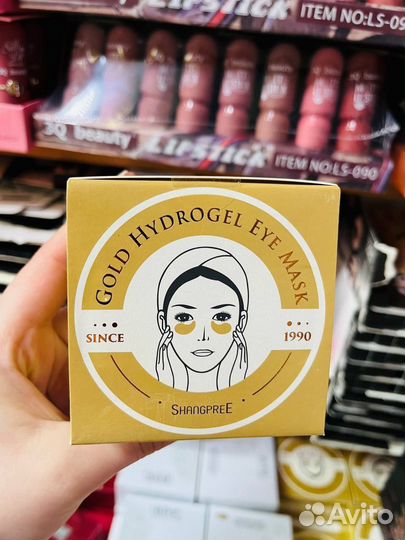 LIPSTICK
ITEM NO:LS-090
3Q beauty
LIPSTICK
ITEM NO:LS-090
GOLD HYDROGEL EYE MASK
SINCE
1990
· SHANGPREE ·
Avito